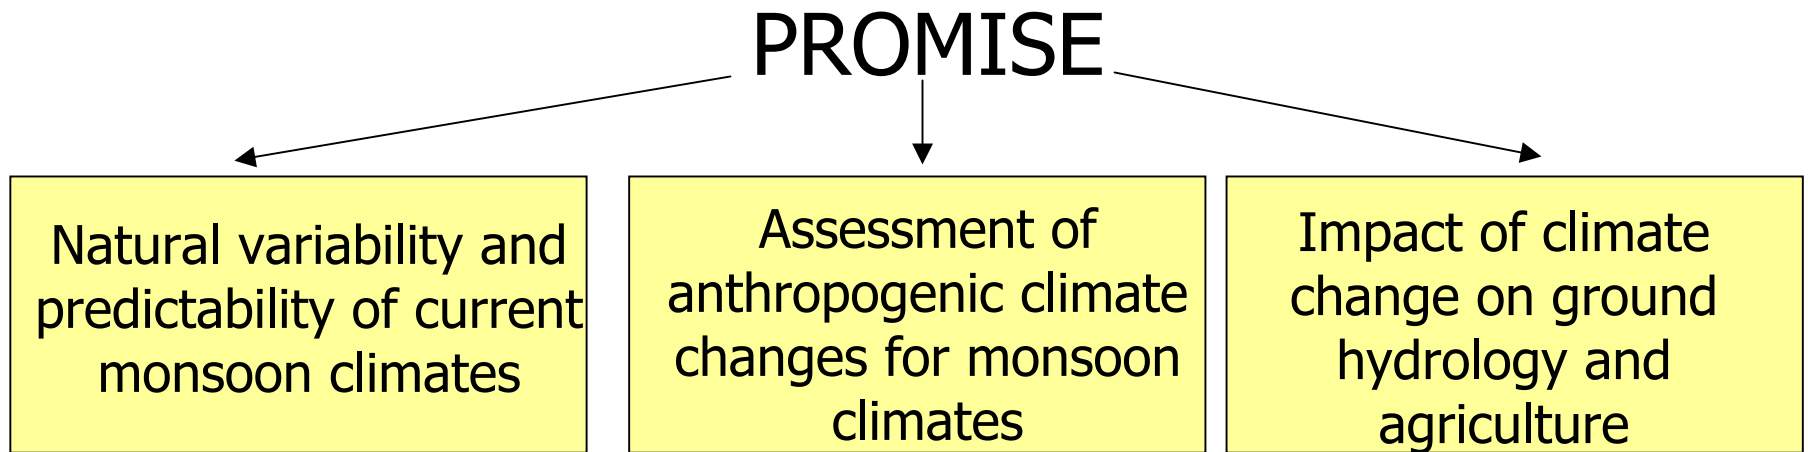 PROMISE
Natural variability and
predictability of current
monsoon climates
Assessment of
anthropogenic climate
changes for monsoon
climates
Impact of climate
change on ground
hydrology and
agriculture